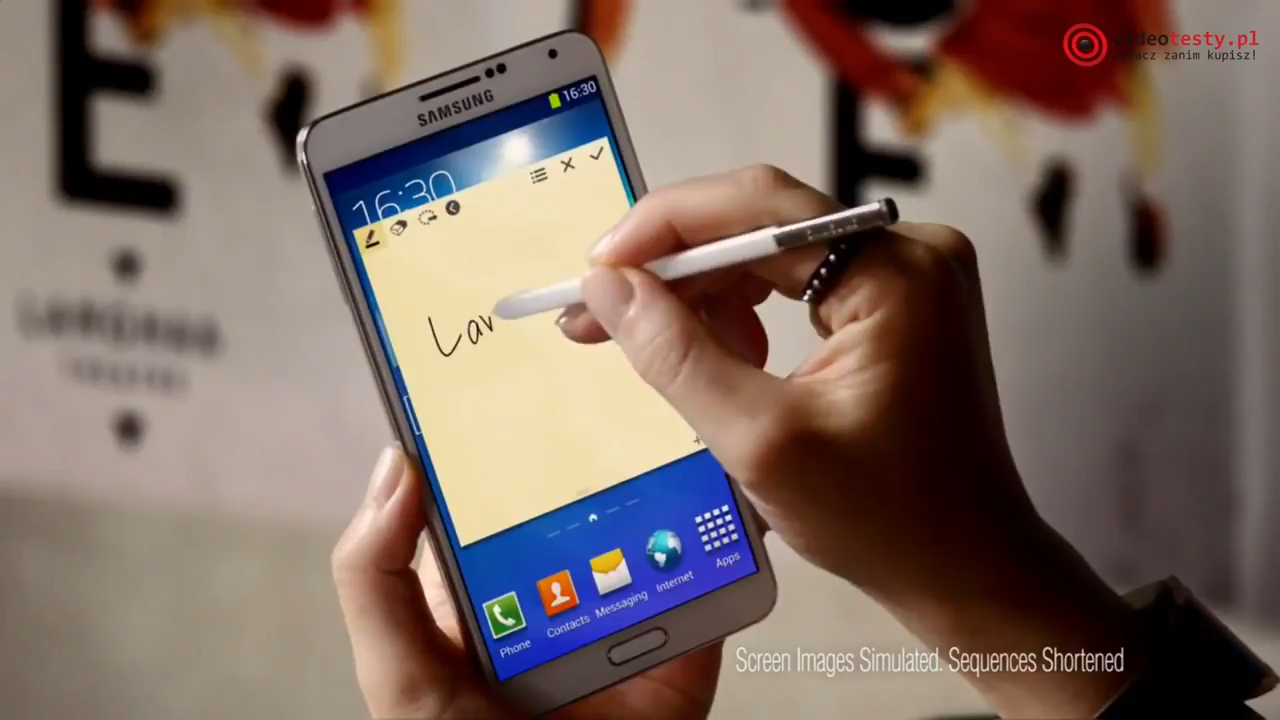 E
E
videotesty.pl
zobacz zanim kupisz!
SAMSUNG
16:30
16:30
Lar
Phone
Contacts
Messaging
Internet
Apps
Screen Images Simulated. Sequences Shortened